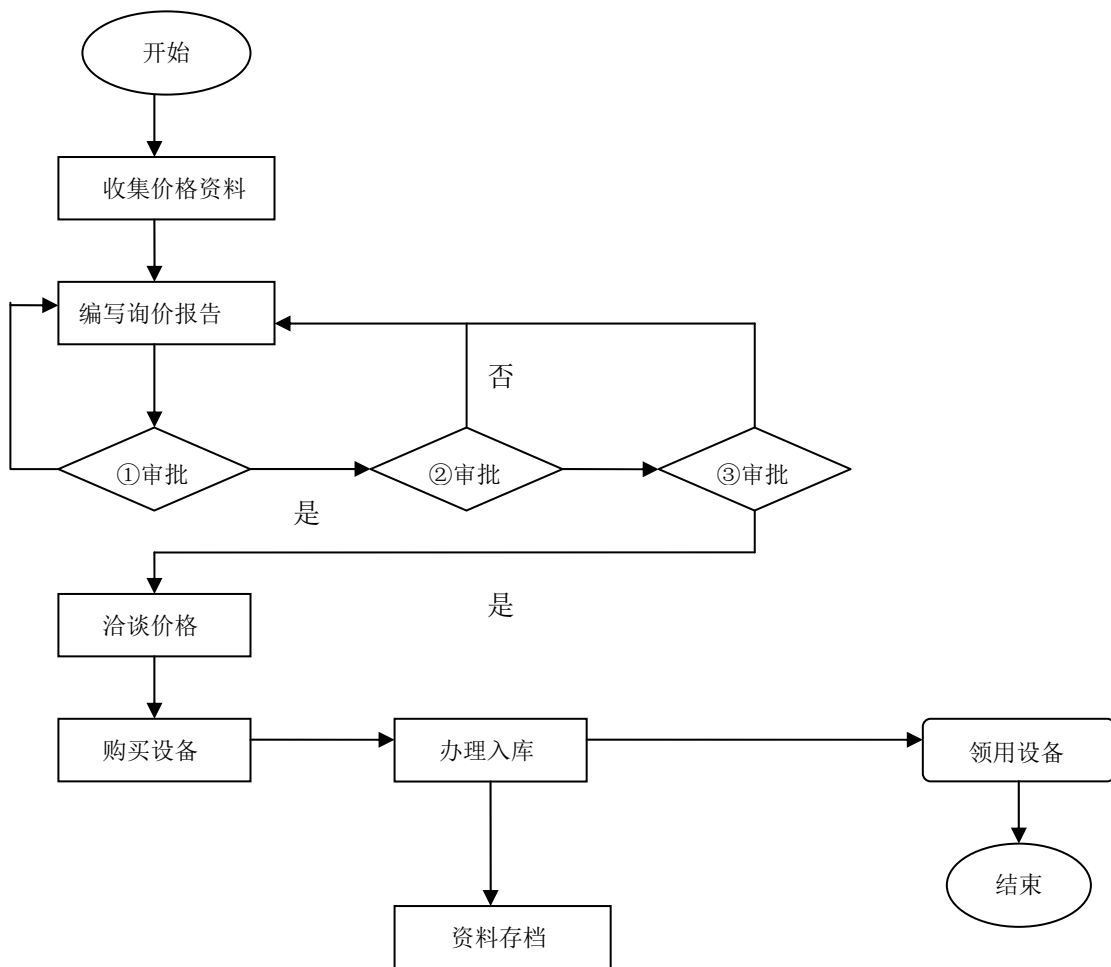 开始
收集价格资料
编写询价报告
否
①审批
②审批
③审批
是
是
洽谈价格
购买设备
办理入库
领用设备
结束
资料存档